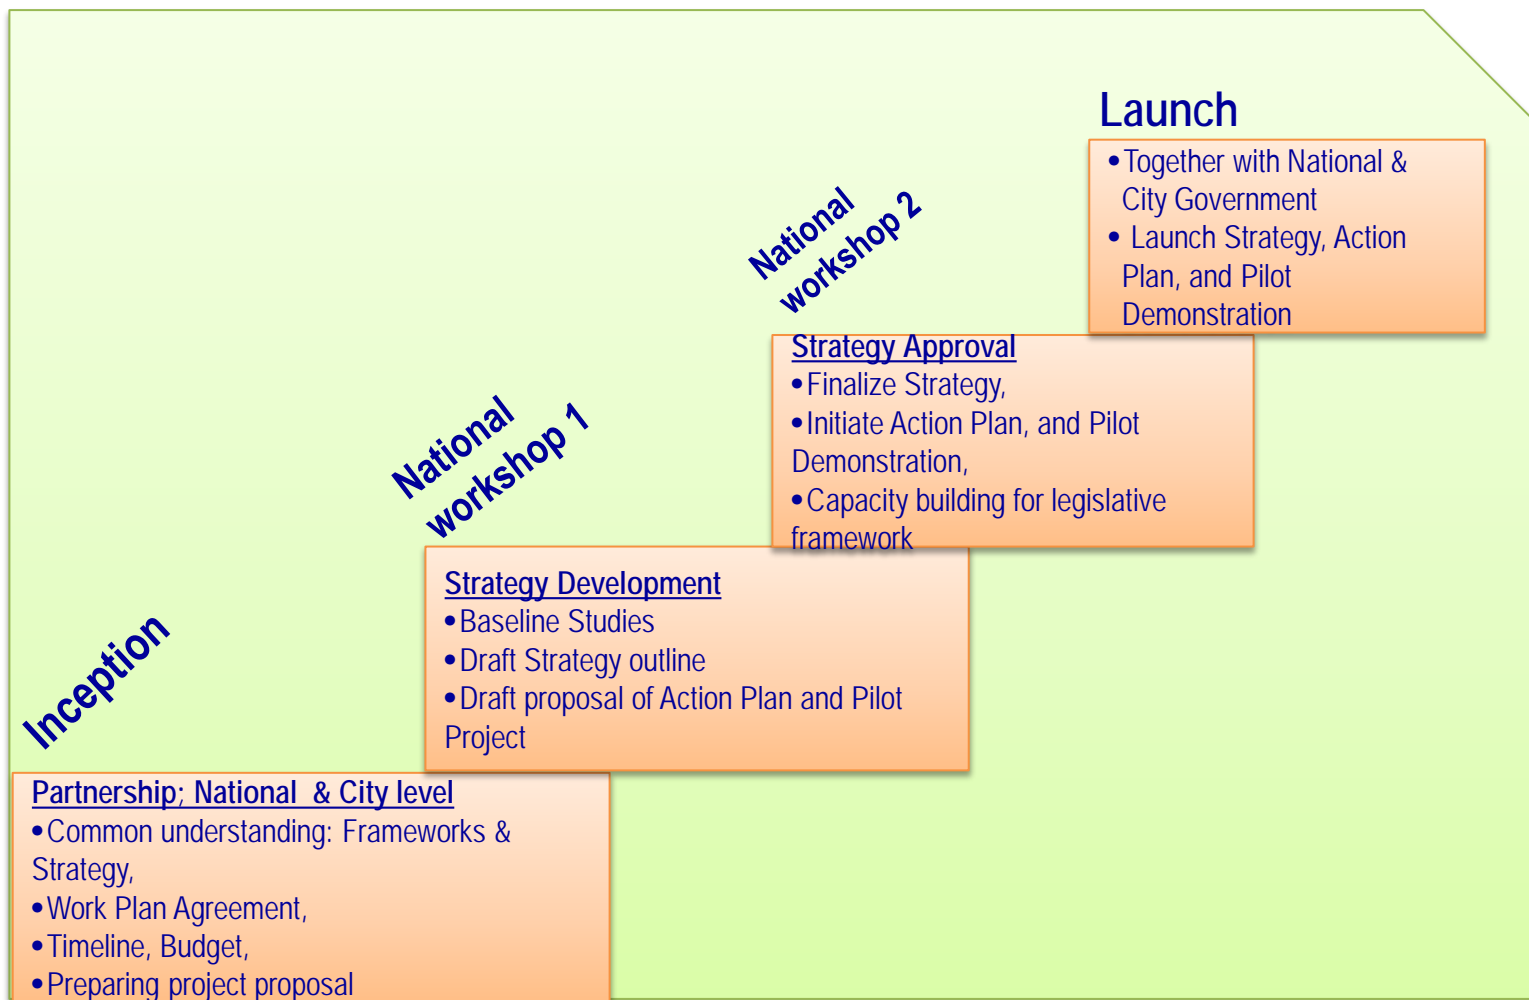 Launch
•Together with National &
City Government
• Launch Strategy, Action
Plan, and Pilot
Demonstration
National
workshop 2
Strategy Approval
•Finalize Strategy,
•Initiate Action Plan, and Pilot
Demonstration,
•Capacity building for legislative
framework
National
workshop 1
Strategy Development
•Baseline Studies
•Draft Strategy outline
•Draft proposal of Action Plan and Pilot
Project
Inception
Partnership; National & City level
•Common understanding: Frameworks &
Strategy,
•Work Plan Agreement,
•Timeline, Budget,
•Preparing project proposal